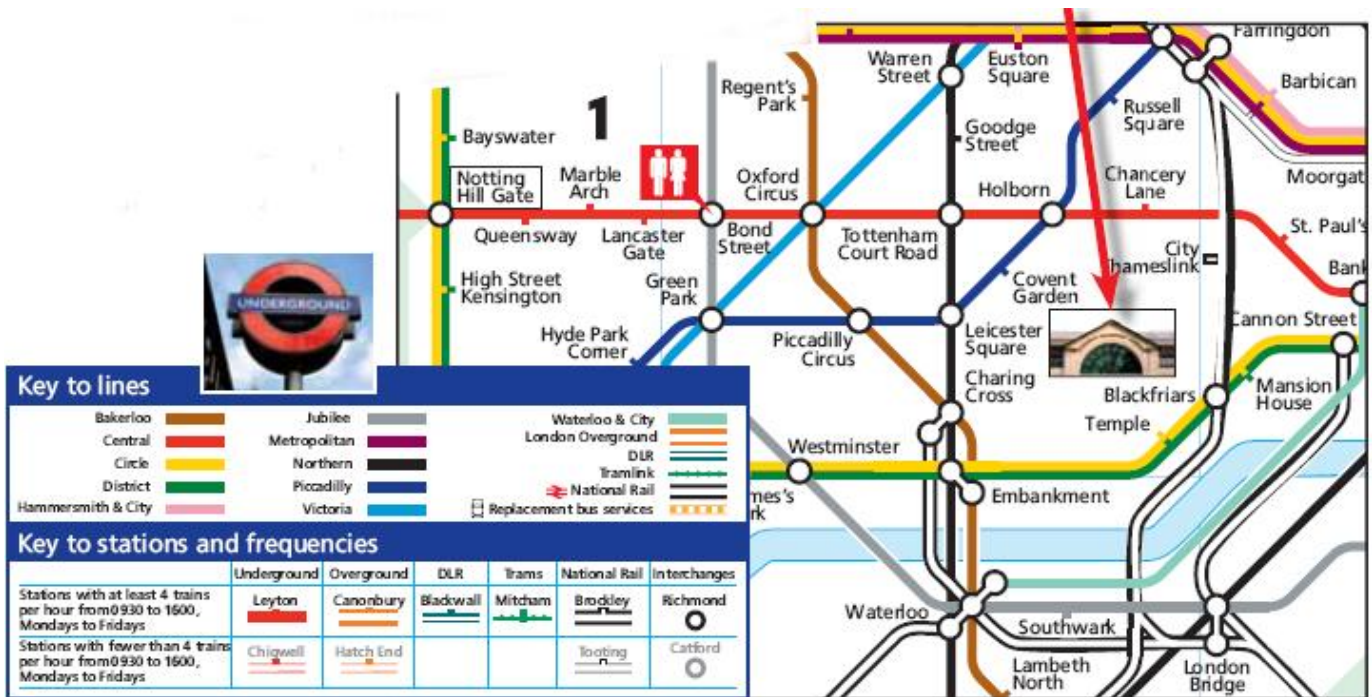 Farringdon
Warren
Street
Euston
Square
Barbican
Regent's
Park
1
Bayswater
Goodge
Street
Russell
Square
Notting
Hill Gate
Marble
Arch
Oxford
Circus
Holborn
Chancery
Lane
Moorgat
Queensway
Lancaster
Gate
Bond
Street
Tottenham
Court Road
St. Paul's
City
Thameslink
High Street
Kensington
Green
Park
Covent
Garden
Bank
UNDERGROUND
Hyde Park
Corner
Piccadilly
Circus
Leicester
Square
Cannon Street
Charing
Cross
Blackfriars
Mansion
House
Temple
Westminster
mes's
rk
Embankment
Waterloo
Southwark
Lambeth
North
London
Bridge
Key to lines
Bakerloo
Central
Circle
District
Hammersmith & City
Jubilee
Metropolitan
Northern
Piccadilly
Victoria
Waterloo & City
London Overground
DLR
Tramlink
National Rail
Replacement bus services
Key to stations and frequencies
Underground Overground DLR Trams National Rail Interchanges
Stations with at least 4 trains
per hour from 0930 to 1600,
Mondays to Fridays
Leyton Canonbury Blackwall Mitcham Brockley Richmond
Stations with fewer than 4 trains
per hour from 0930 to 1600,
Mondays to Fridays
Chigwell Hatch End Tooting Catford